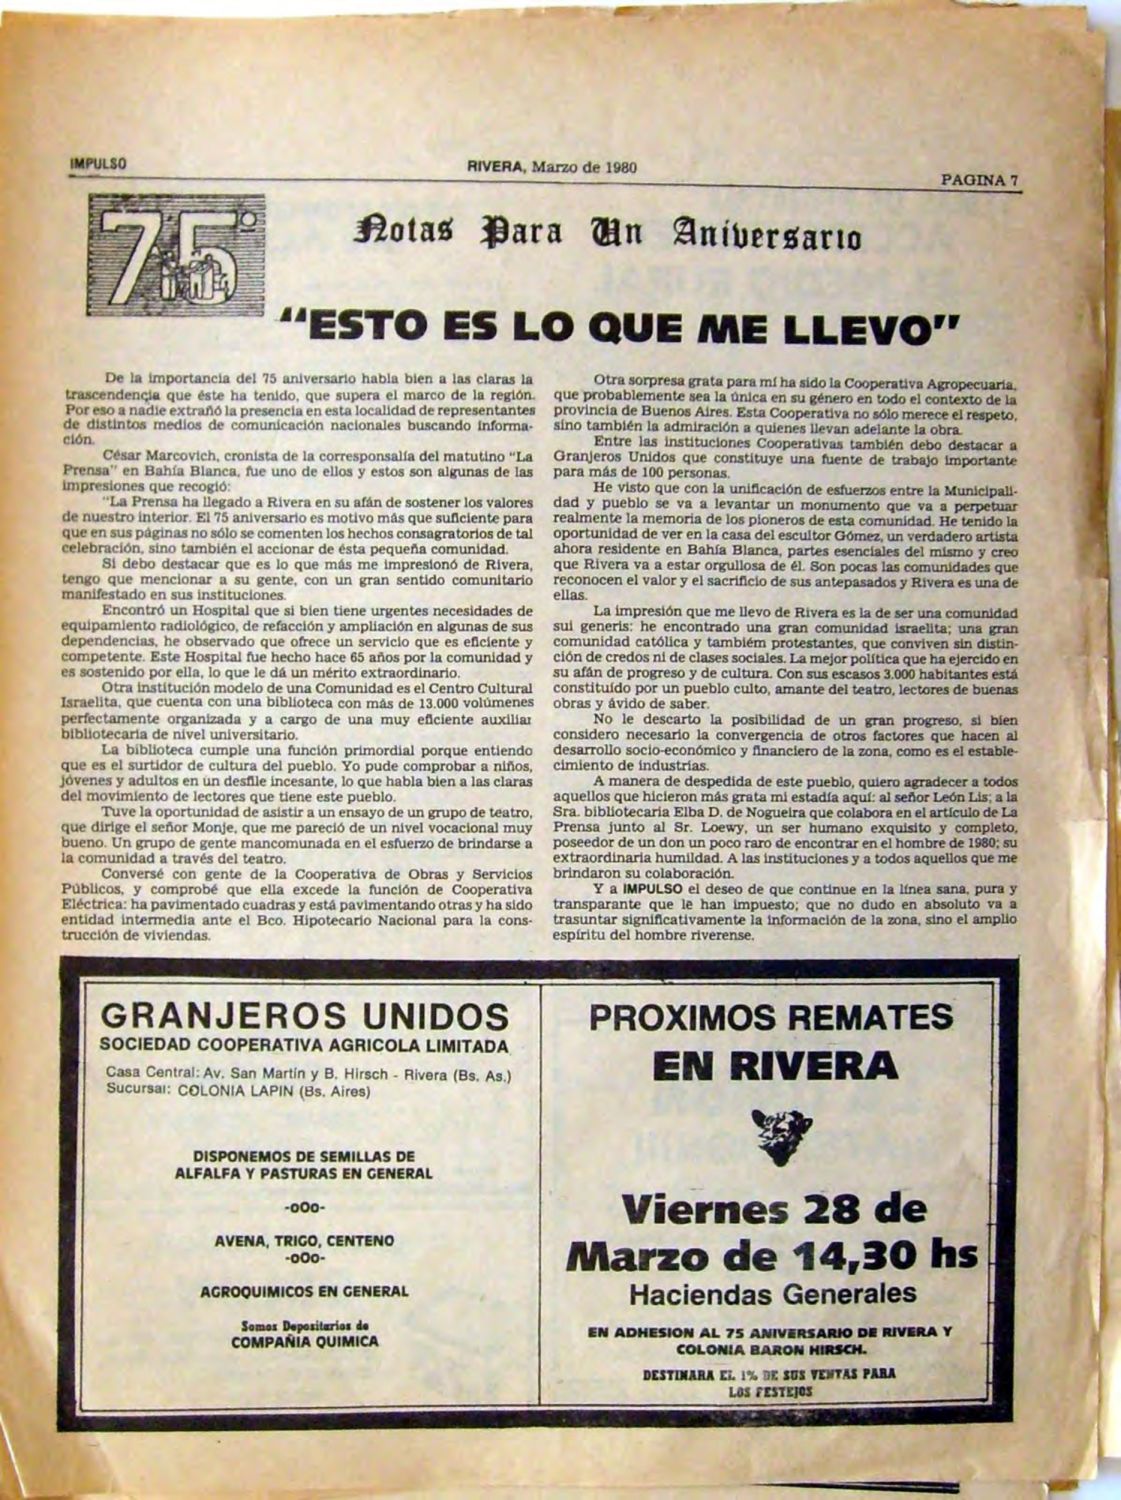 IMPULSO
RIVERA, Marzo de 1980
PAGINA 7
75º
Notas Para Un Aniversario
"ESTO ES LO QUE ME LLEVO"
De la importancia del 75 aniversario habla bien a las claras la
trascendencia que éste ha tenido, que supera el marco de la región.
Por eso a nadie extrañó la presencia en esta localidad de representantes
de distintos medios de comunicación nacionales buscando informa-
ción.
César Marcovich, cronista de la corresponsalía del matutino "La
Prensa" en Bahía Blanca, fue uno de ellos y estos son algunas de las
impresiones que recogió:
"La Prensa ha llegado a Rivera en su afán de sostener los valores
de nuestro interior. El 75 aniversario es motivo más que suficiente para
que en sus páginas no sólo se comenten los hechos consagratorios de tal
celebración, sino también el accionar de ésta pequeña comunidad.
Si debo destacar que es lo que más me impresionó de Rivera,
tengo que mencionar a su gente, con un gran sentido comunitario
manifestado en sus instituciones.
Encontró un Hospital que si bien tiene urgentes necesidades de
equipamiento radiológico, de refacción y ampliación en algunas de sus
dependencias, he observado que ofrece un servicio que es eficiente y
competente. Este Hospital fue hecho hace 65 años por la comunidad y
es sostenido por ella, lo que le dá un mérito extraordinario.
Otra institución modelo de una Comunidad es el Centro Cultural
Israelita, que cuenta con una biblioteca con más de 13.000 volúmenes
perfectamente organizada y a cargo de una muy eficiente auxiliar
bibliotecaria de nivel universitario.
La biblioteca cumple una función primordial porque entiendo
que es el surtidor de cultura del pueblo. Yo pude comprobar a niños,
jóvenes y adultos en un desfile incesante, lo que habla bien a las claras
del movimiento de lectores que tiene este pueblo.
Tuve la oportunidad de asistir a un ensayo de un grupo de teatro,
que dirige el señor Monje, que me pareció de un nivel vocacional muy
bueno. Un grupo de gente mancomunada en el esfuerzo de brindarse a
la comunidad a través del teatro.
Conversé con gente de la Cooperativa de Obras y Servicios
Públicos, y comprobé que ella excede la función de Cooperativa
Eléctrica: ha pavimentado cuadras y está pavimentando otras y ha sido
entidad intermedia ante el Bco. Hipotecario Nacional para la cons-
trucción de viviendas.
Otra sorpresa grata para mí ha sido la Cooperativa Agropecuaria,
que probablemente sea la única en su género en todo el contexto de la
provincia de Buenos Aires. Esta Cooperativa no sólo merece el respeto,
sino también la admiración a quienes llevan adelante la obra.
Entre las instituciones Cooperativas también debo destacar a
Granjeros Unidos que constituye una fuente de trabajo importante
para más de 100 personas.
He visto que con la unificación de esfuerzos entre la Municipali-
dad y pueblo se va a levantar un monumento que va a perpetuar
realmente la memoria de los pioneros de esta comunidad. He tenido la
oportunidad de ver en la casa del escultor Gómez, un verdadero artista
ahora residente en Bahía Blanca, partes esenciales del mismo y creo
que Rivera va a estar orgullosa de él. Son pocas las comunidades que
reconocen el valor y el sacrificio de sus antepasados y Rivera es una de
ellas.
La impresión que me llevo de Rivera es la de ser una comunidad
sui generis: he encontrado una gran comunidad israelita; una gran
comunidad católica y también protestantes, que conviven sin distin-
ción de credos ni de clases sociales. La mejor política que ha ejercido en
su afán de progreso y de cultura. Con sus escasos 3.000 habitantes está
constituído por un pueblo culto, amante del teatro, lectores de buenas
obras y ávido de saber.
No le descarto la posibilidad de un gran progreso, si bien
considero necesario la convergencia de otros factores que hacen al
desarrollo socio-económico y financiero de la zona, como es el estable-
cimiento de industrias.
A manera de despedida de este pueblo, quiero agradecer a todos
aquellos que hicieron más grata mi estadía aquí: al señor León Lis; a la
Sra. bibliotecaria Elba D. de Nogueira que colabora en el artículo de La
Prensa junto al Sr. Loewy, un ser humano exquisito y completo,
poseedor de un don un poco raro de encontrar en el hombre de 1980; su
extraordinaria humildad. A las instituciones y a todos aquellos que me
brindaron su colaboración.
Y a IMPULSO el deseo de que continue en la línea sana, pura y
transparante que le han impuesto; que no dudo en absoluto va a
trasuntar significativamente la información de la zona, sino el amplio
espíritu del hombre riverense.
GRANJEROS UNIDOS
SOCIEDAD COOPERATIVA AGRICOLA LIMITADA
Casa Central: Av. San Martín y B. Hirsch - Rivera (Bs. As.)
Sucursal: COLONIA LAPIN (Bs. Aires)
DISPONEMOS DE SEMILLAS DE
ALFALFA Y PASTURAS EN GENERAL
-oOo-
AVENA, TRIGO, CENTENO
-oOo-
AGROQUIMICOS EN GENERAL
Somos Depositarios de
COMPAÑIA QUIMICA
PROXIMOS REMATES
EN RIVERA
Viernes 28 de
Marzo de 14,30 hs
Haciendas Generales
EN ADHESION AL 75 ANIVERSARIO DE RIVERA Y
COLONIA BARON HIRSCH.
DESTINARA EL 1% DE SUS VENTAS PARA
LOS FESTEJOS